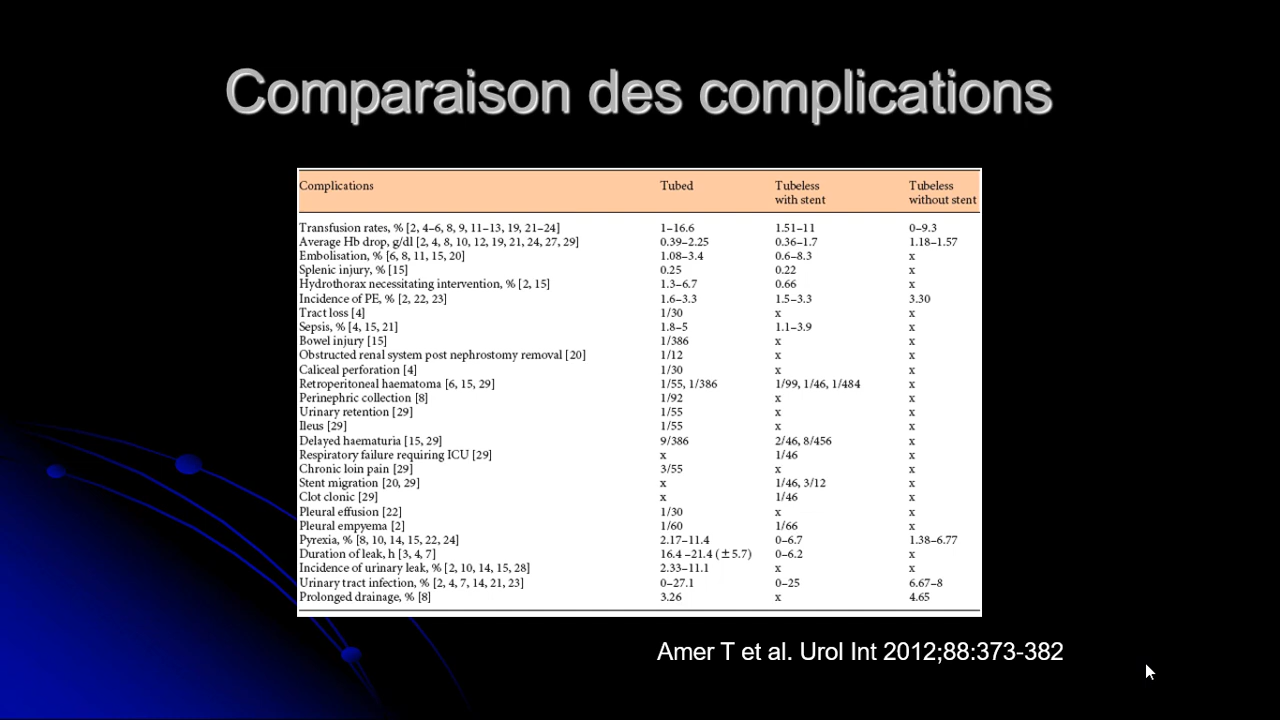 Comparaison des complications
Complications Tubed Tubeless with stent Tubeless without stent
Transfusion rates, % [2, 4–6, 8, 9, 11–13, 19, 21–24] 1–16.6 1.51–11 0–9.3
Average Hb drop, g/dl [2, 4, 8, 10, 12, 19, 21, 24, 27, 29] 0.39–2.25 0.36–1.7 1.18–1.57
Embolisation, % [6, 8, 11, 15, 20] 1.08–3.4 0.6–8.3 x
Splenic injury, % [15] 0.25 0.22 x
Hydrothorax necessitating intervention, % [2, 15] 1.3–6.7 0.66 x
Incidence of PE, % [2, 22, 23] 1.6–3.3 1.5–3.3 3.30
Tract loss [4] 1/30 x x
Sepsis, % [4, 15, 21] 1.8–5 1.1–3.9 x
Bowel injury [15] 1/386 x x
Obstructed renal system post nephrostomy removal [20] 1/12 x x
Caliceal perforation [4] 1/30 x x
Retroperitoneal haematoma [6, 15, 29] 1/55, 1/386 1/99, 1/46, 1/484 x
Perinephric collection [8] 1/92 x x
Urinary retention [29] 1/55 x x
Ileus [29] 1/55 x x
Delayed haematuria [15, 29] 9/386 2/46, 8/456 x
Respiratory failure requiring ICU [29] x 1/46 x
Chronic loin pain [29] 3/55 x x
Stent migration [20, 29] x 1/46, 3/12 x
Clot clonic [29] x 1/46 x
Pleural effusion [22] 1/30 x x
Pleural empyema [2] 1/60 1/66 x
Pyrexia, % [8, 10, 14, 15, 22, 24] 2.17–11.4 0–6.7 1.38–6.77
Duration of leak, h [3, 4, 7] 16.4 –21.4 (±5.7) 0–6.2 x
Incidence of urinary leak, % [2, 10, 14, 15, 28] 2.33–11.1 x x
Urinary tract infection, % [2, 4, 7, 14, 21, 23] 0–27.1 0–25 6.67–8
Prolonged drainage, % [8] 3.26 x 4.65
Amer T et al. Urol Int 2012;88:373-382